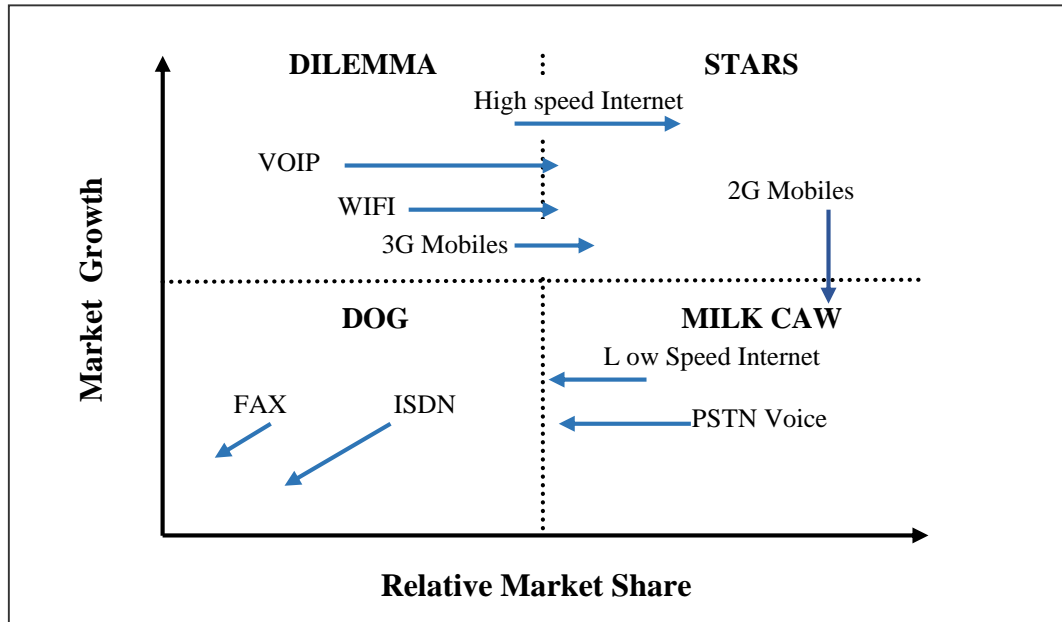 DILEMMA
STARS
High speed Internet
VOIP
2G Mobiles
WIFI
3G Mobiles
Market Growth
DOG
MILK CAW
L ow Speed Internet
FAX
ISDN
PSTN Voice
Relative Market Share